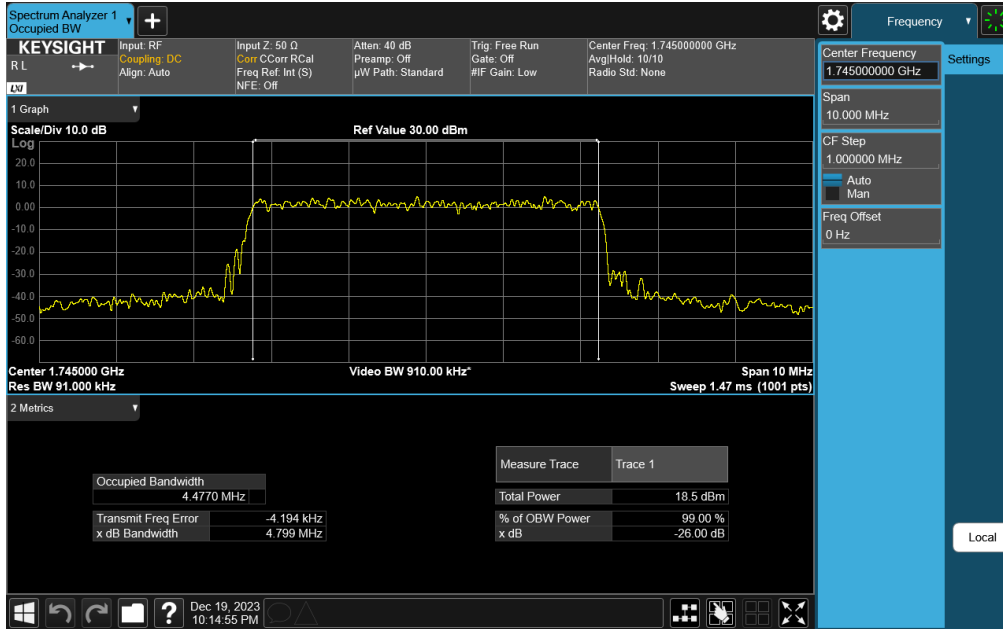 Spectrum Analyzer 1
Occupied BW
Frequency
KEYSIGHT
R L
LXI
Input: RF
Coupling: DC
Align: Auto
Input Z: 50 Ω
Corr CCorr RCal
Freq Ref: Int (S)
NFE: Off
Atten: 40 dB
Preamp: Off
µW Path: Standard
Trig: Free Run
Gate: Off
#IF Gain: Low
Center Freq: 1.745000000 GHz
Avg|Hold: 10/10
Radio Std: None
Center Frequency
1.745000000 GHz
Settings
Span
10.000 MHz
CF Step
1.000000 MHz
Auto
Man
Freq Offset
0 Hz
Local
1 Graph
Scale/Div 10.0 dB
Ref Value 30.00 dBm
Log
20.0
10.0
0.00
-10.0
-20.0
-30.0
-40.0
-50.0
-60.0
Center 1.745000 GHz
Video BW 910.00 kHz*
Span 10 MHz
Res BW 91.000 kHz
Sweep 1.47 ms (1001 pts)
2 Metrics
Occupied Bandwidth
4.4770 MHz
Transmit Freq Error -4.194 kHz
x dB Bandwidth 4.799 MHz
Measure Trace Trace 1
Total Power 18.5 dBm
% of OBW Power 99.00 %
x dB -26.00 dB
?
Dec 19, 2023
10:14:55 PM